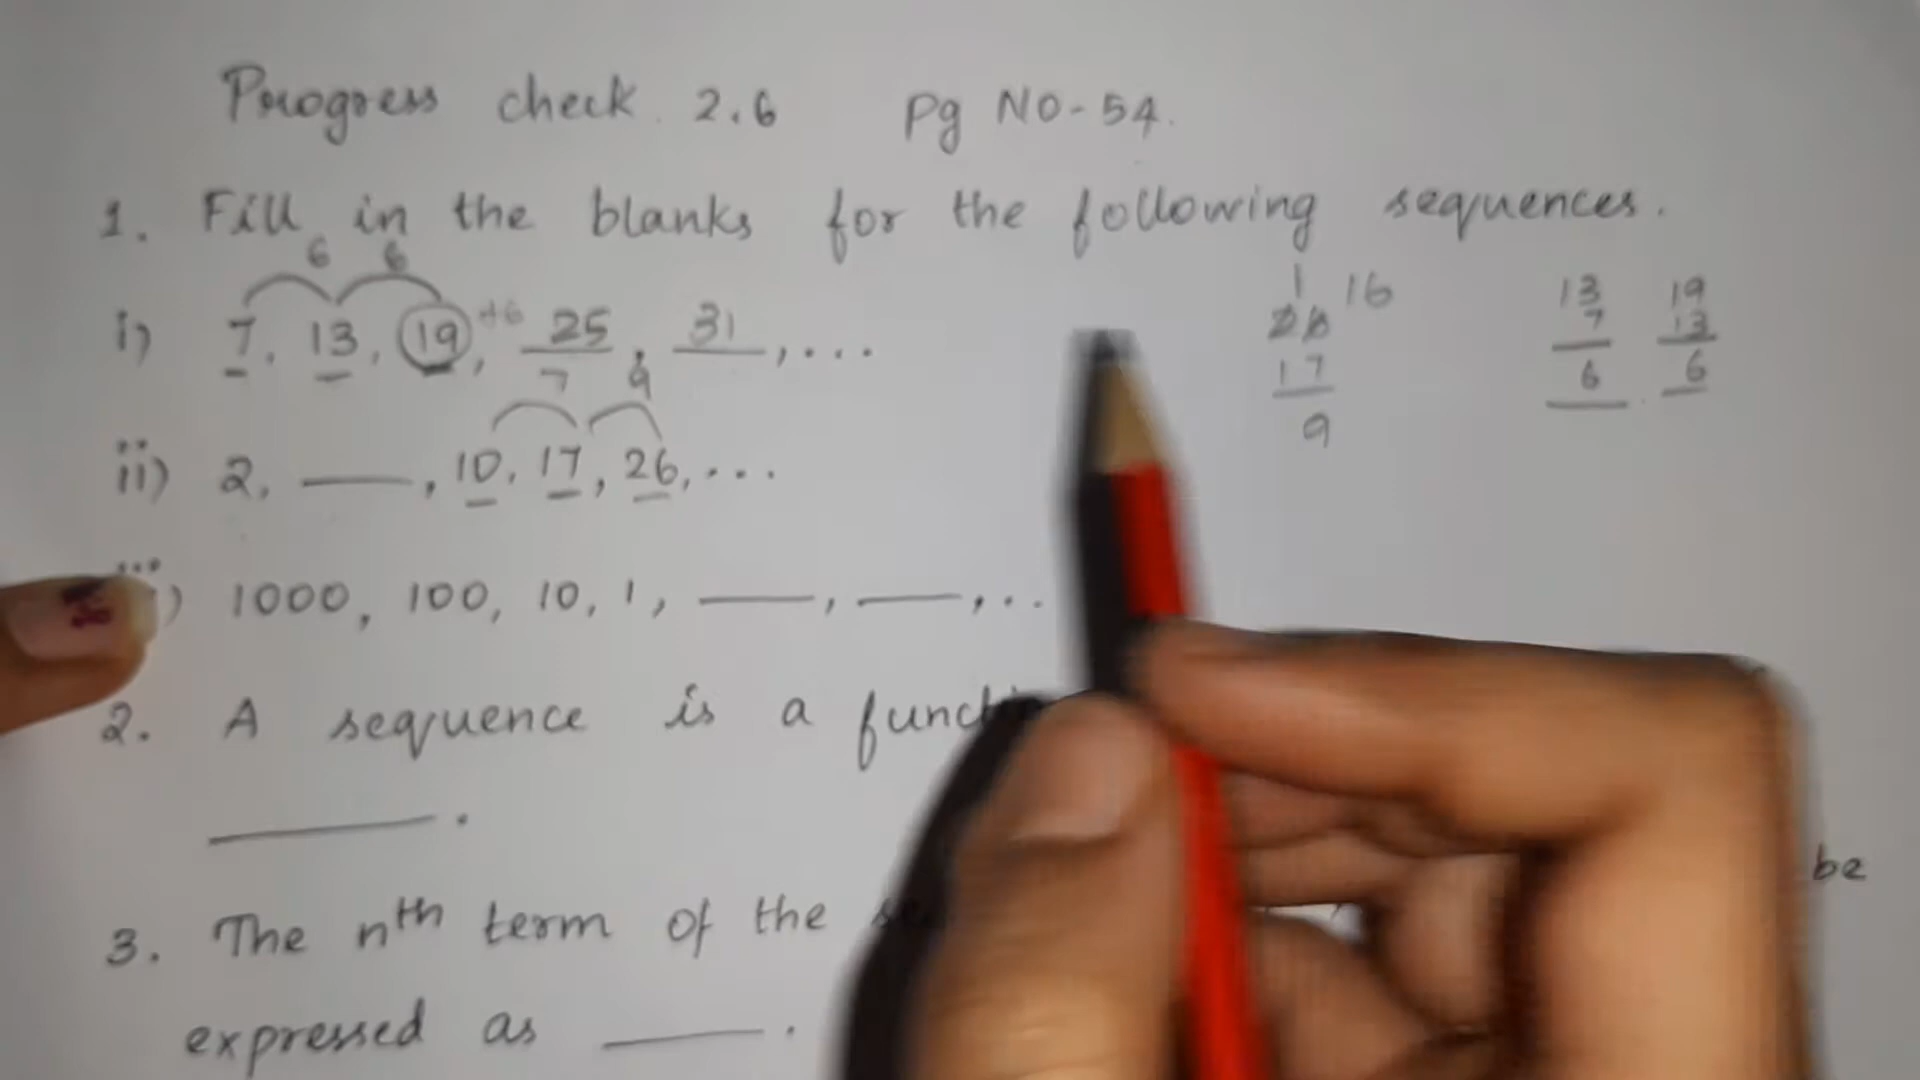 Progress check 2.6 Pg No-54.
1. Fill in the blanks for the following sequences.
6 6
i) 7, 13, 19, +6 25, 31, ...
7 9
ii) 2, ___, 10, 17, 26, ...
1 16
26
17
9
13
7
6
19
13
6
1000, 100, 10, 1, ___, ___, ...
2. A sequence is a
___.
3. The nth term of the be
expressed as ___.